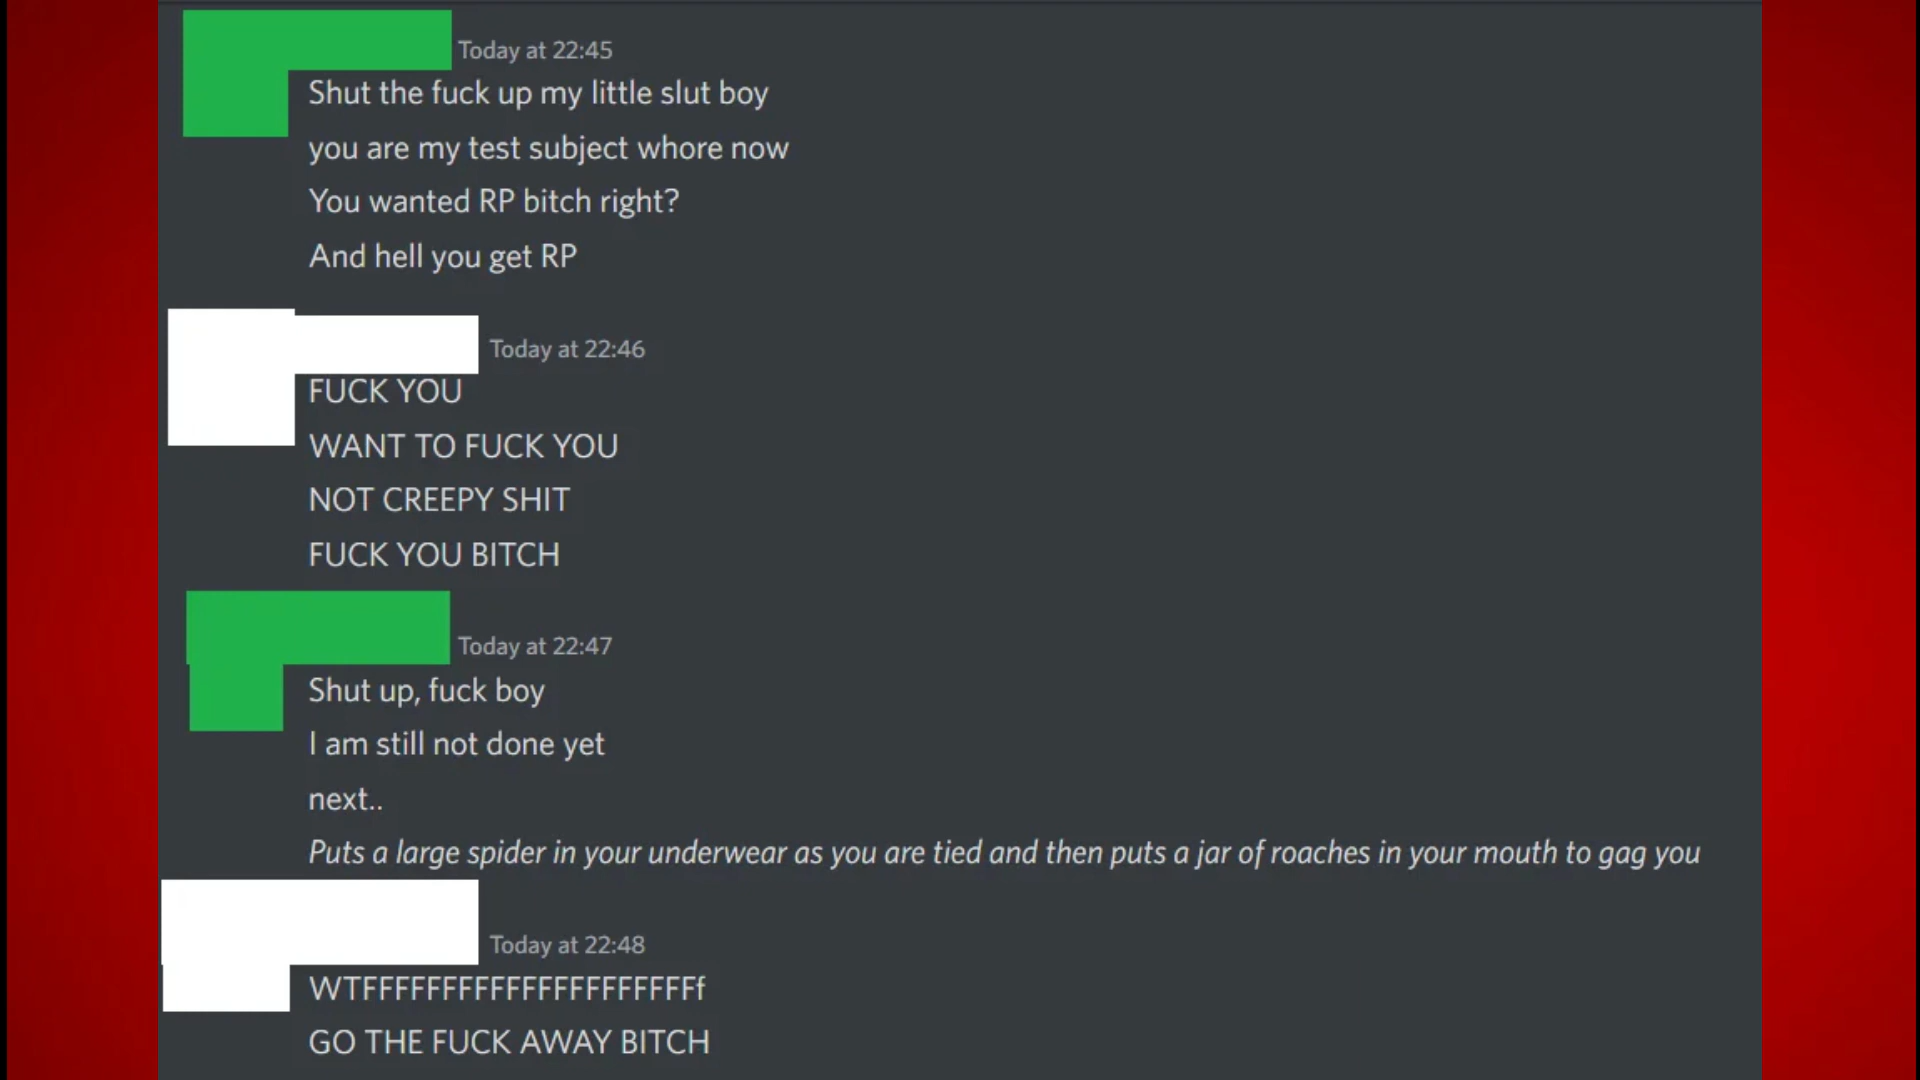 Today at 22:45
Shut the fuck up my little slut boy
you are my test subject whore now
You wanted RP bitch right?
And hell you get RP
Today at 22:46
FUCK YOU
WANT TO FUCK YOU
NOT CREEPY SHIT
FUCK YOU BITCH
Today at 22:47
Shut up, fuck boy
I am still not done yet
next..
Puts a large spider in your underwear as you are tied and then puts a jar of roaches in your mouth to gag you
Today at 22:48
WTFFFFFFFFFFFFFFFFFFFFFf
GO THE FUCK AWAY BITCH